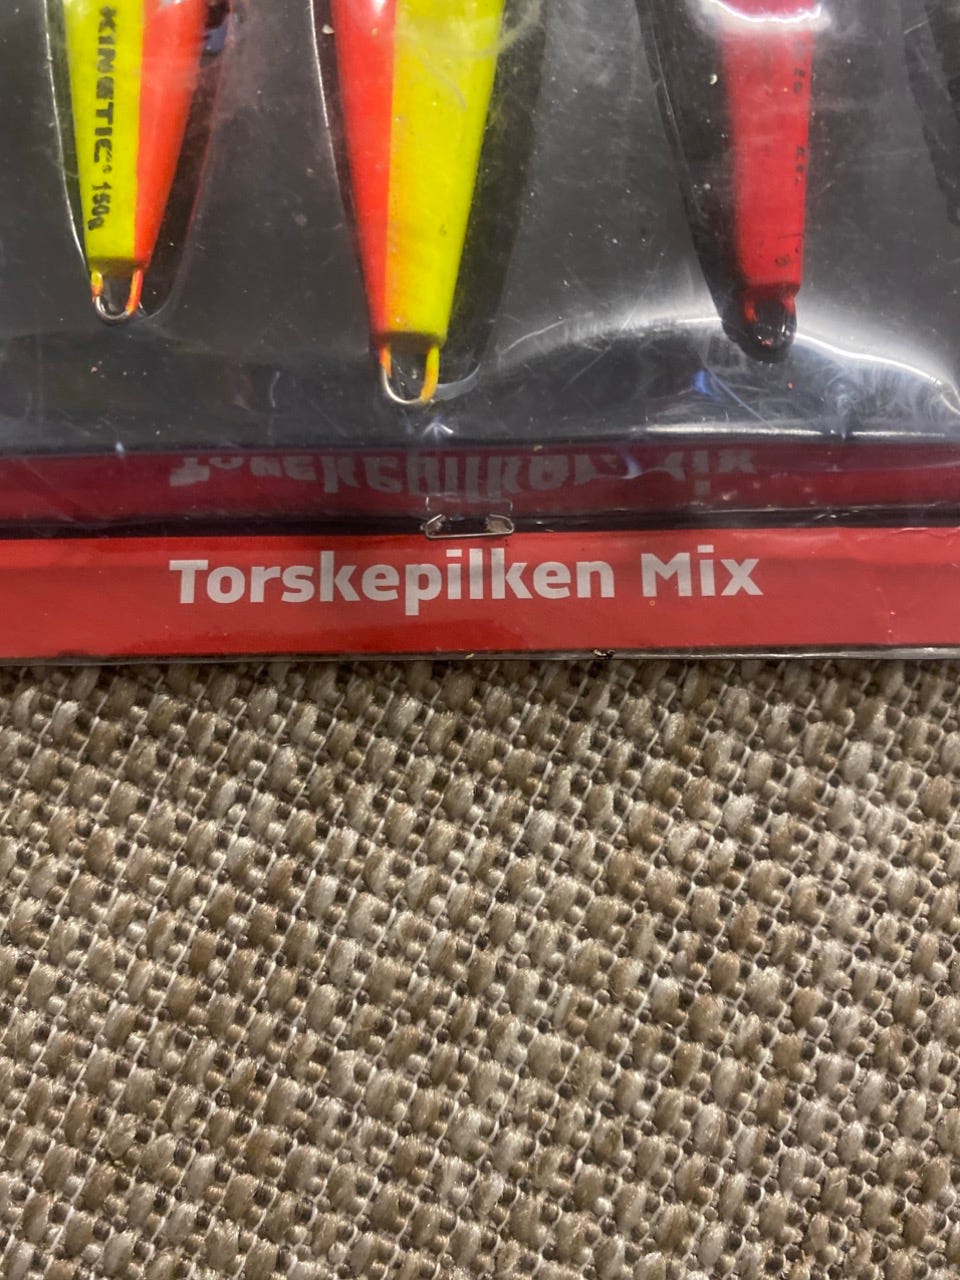 KINETIC® 150g
Torskepilken Mix